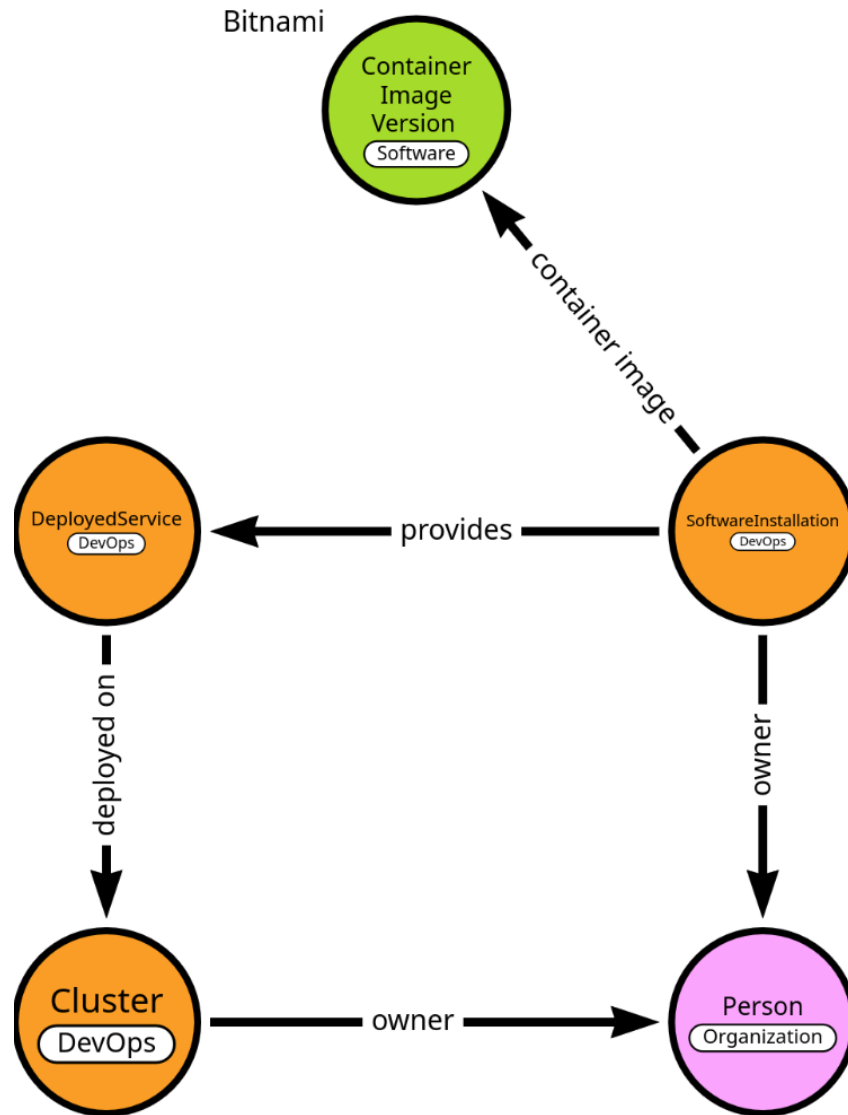 Bitnami
Container
Image
Version
Software
container image
DeployedService
DevOps
provides
SoftwareInstallation
DevOps
deployed on
owner
Cluster
DevOps
owner
Person
Organization